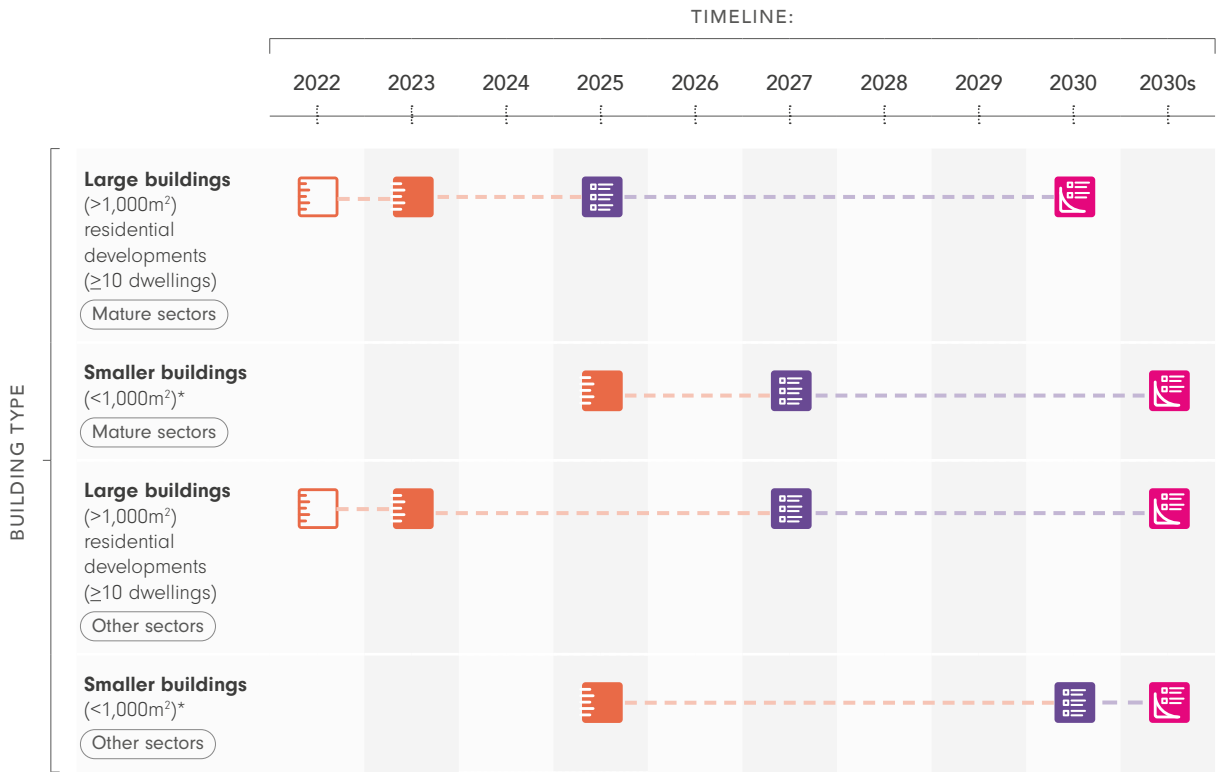 TIMELINE:
2022 2023 2024 2025 2026 2027 2028 2029 2030 2030s
BUILDING TYPE
Large buildings
(>1,000m²)
residential
developments
(≥10 dwellings)
Mature sectors
Smaller buildings
(<1,000m²)*
Mature sectors
Large buildings
(>1,000m²)
residential
developments
(≥10 dwellings)
Other sectors
Smaller buildings
(<1,000m²)*
Other sectors